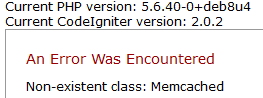 Current PHP version: 5.6.40-0+deb8u4
Current CodeIgniter version: 2.0.2
An Error Was Encountered
Non-existent class: Memcached